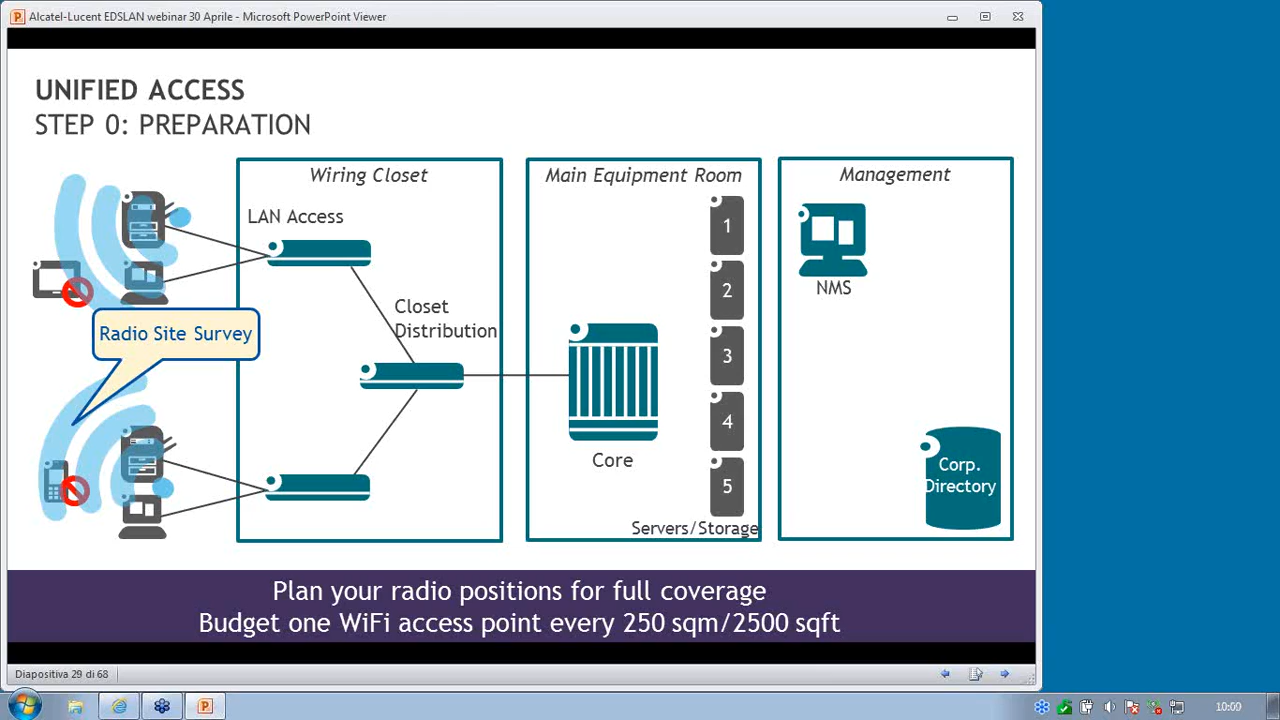 Alcatel-Lucent EDSLAN webinar 30 Aprile - Microsoft PowerPoint Viewer
UNIFIED ACCESS
STEP 0: PREPARATION
Wiring Closet
Main Equipment Room
Management
LAN Access
1
NMS
2
Closet
Distribution
Radio Site Survey
3
4
Core
Corp.
Directory
5
Servers/Storage
Plan your radio positions for full coverage
Budget one WiFi access point every 250 sqm/2500 sqft
Diapositiva 29 di 68
10:00